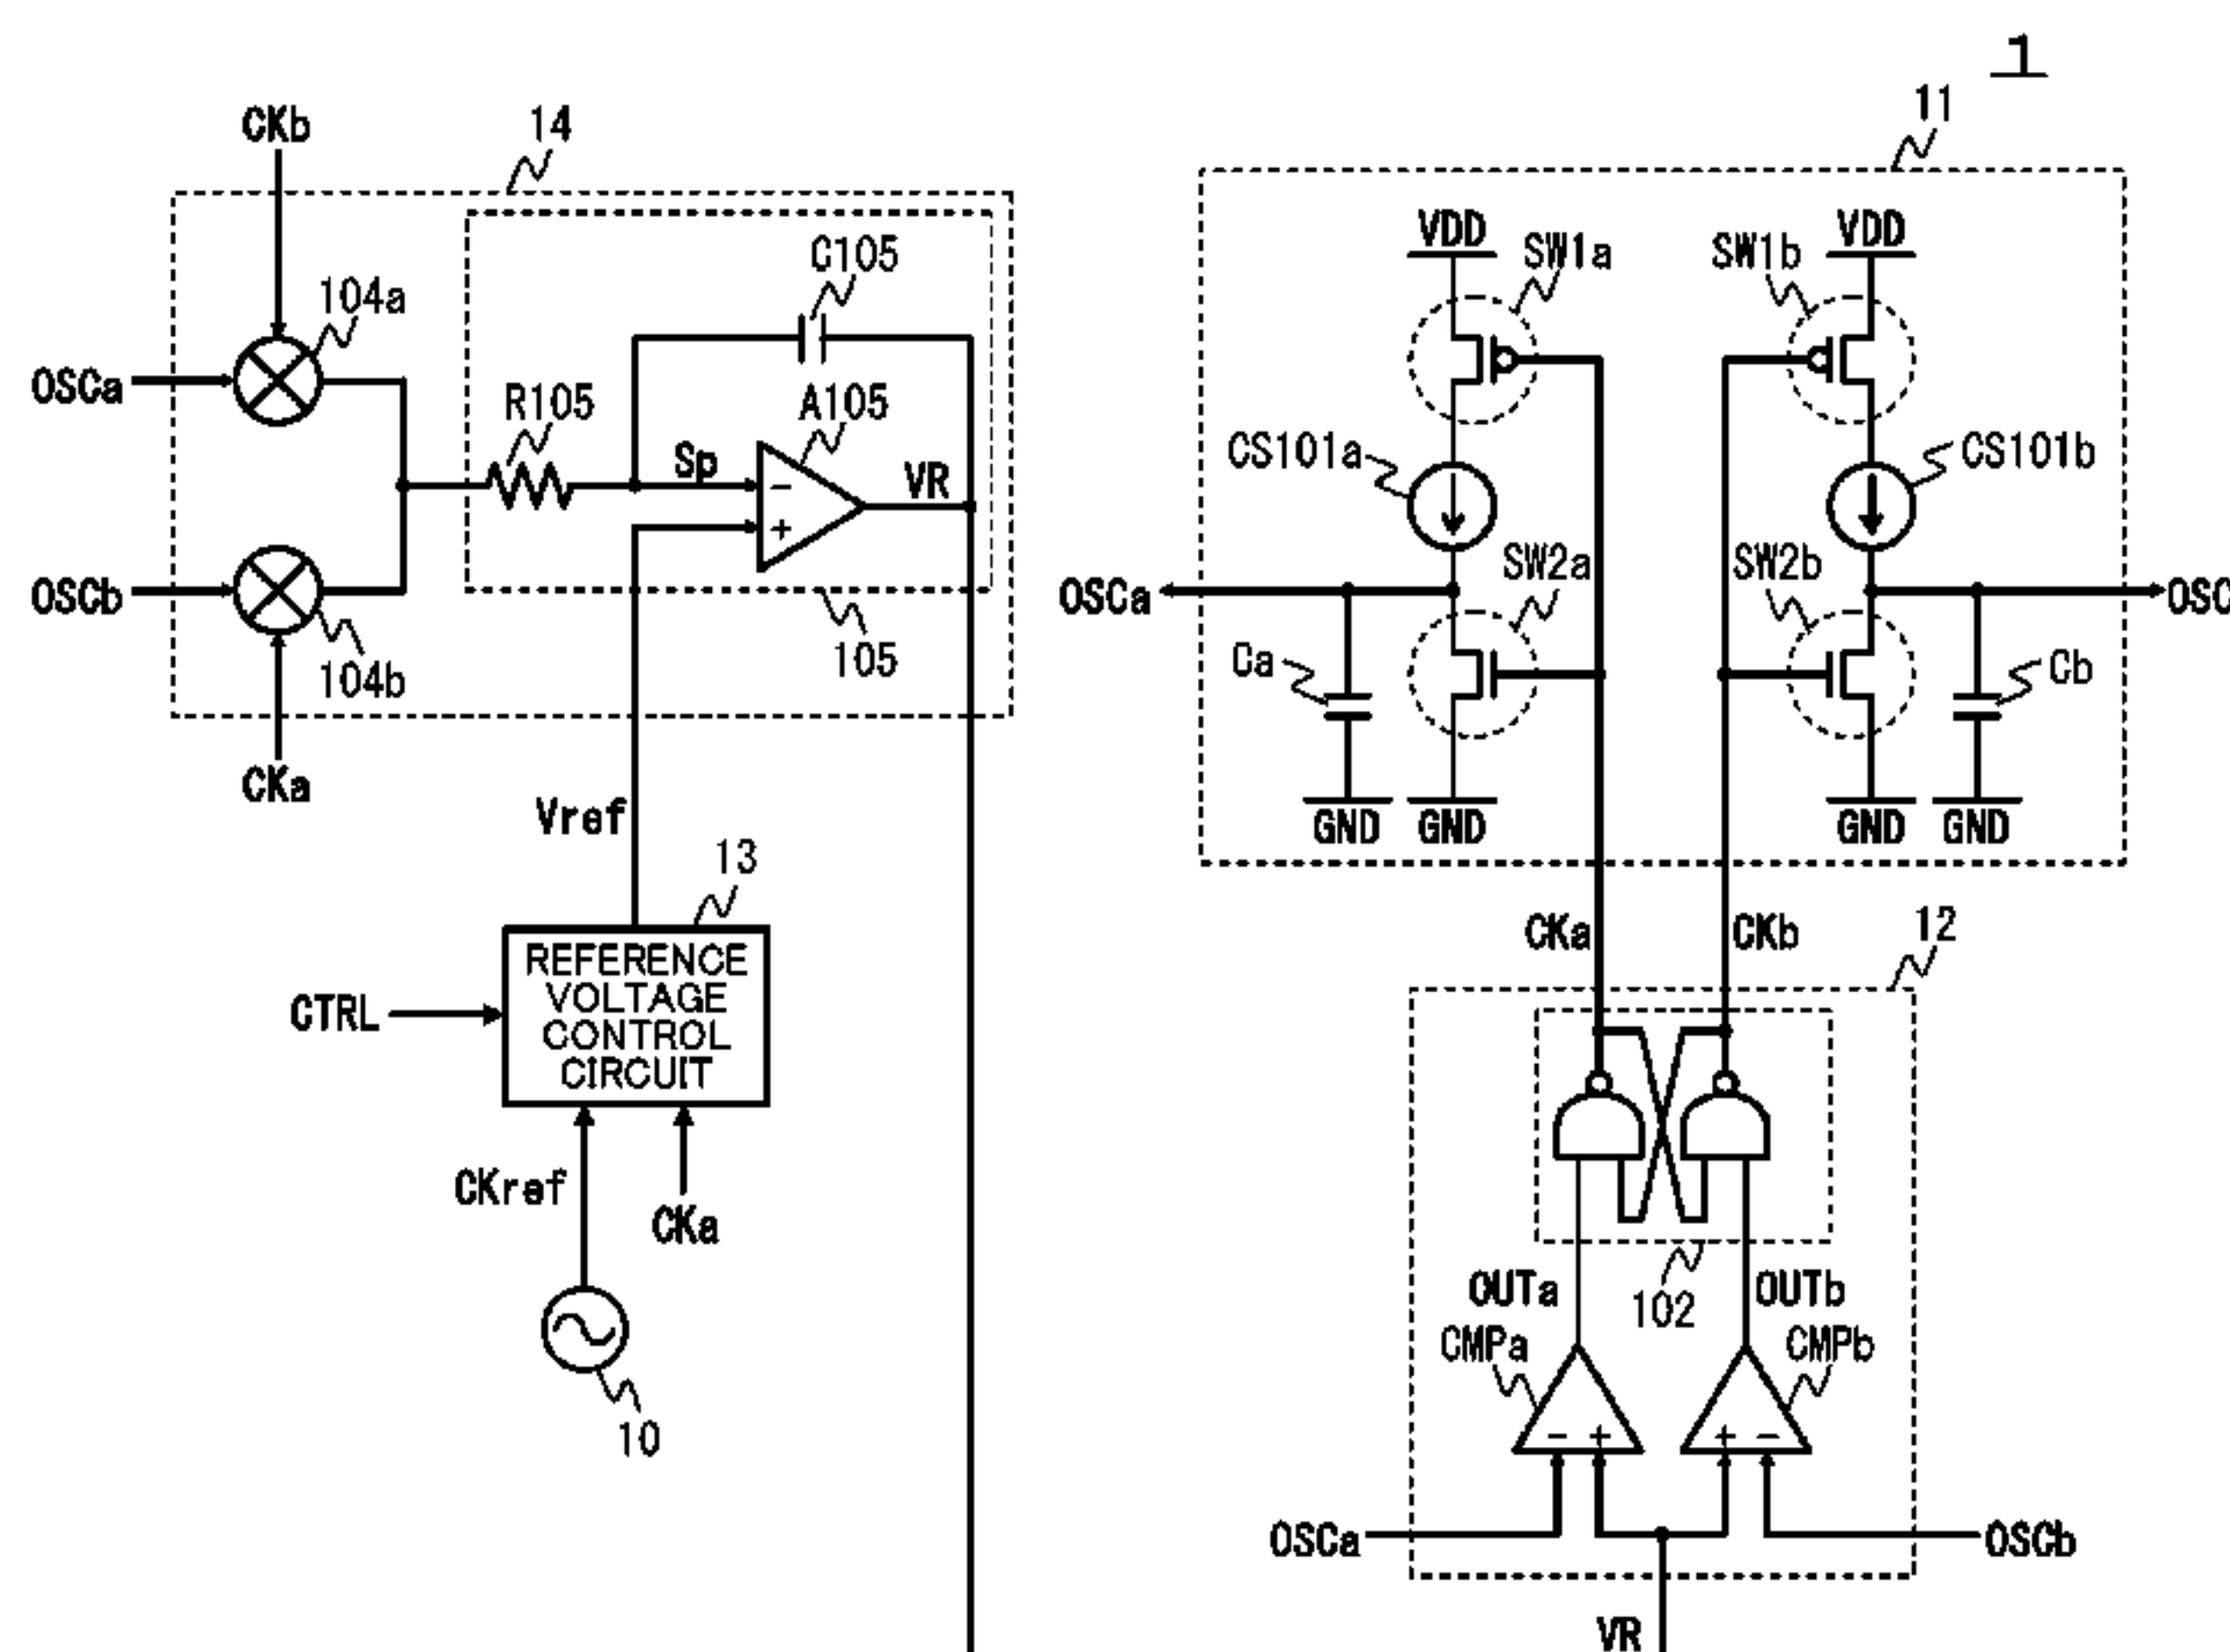 1
11
CKb
14
VDD
SW1a
SW1b
VDD
C105
104a
OSCa
R105
A105
CS101a
CS101b
Sp
VR
-
+
SW2a
SW2b
OSCb
OSCa
OSC
104b
105
Ca
Cb
CKa
Vref
GND
GND
GND
GND
13
CKa
CKb
12
REFERENCE
VOLTAGE
CONTROL
CIRCUIT
CTRL
CKref
CKa
OUTa
102
OUTb
CMPa
CMPb
10
- +
+ -
OSCa
OSCb
VR